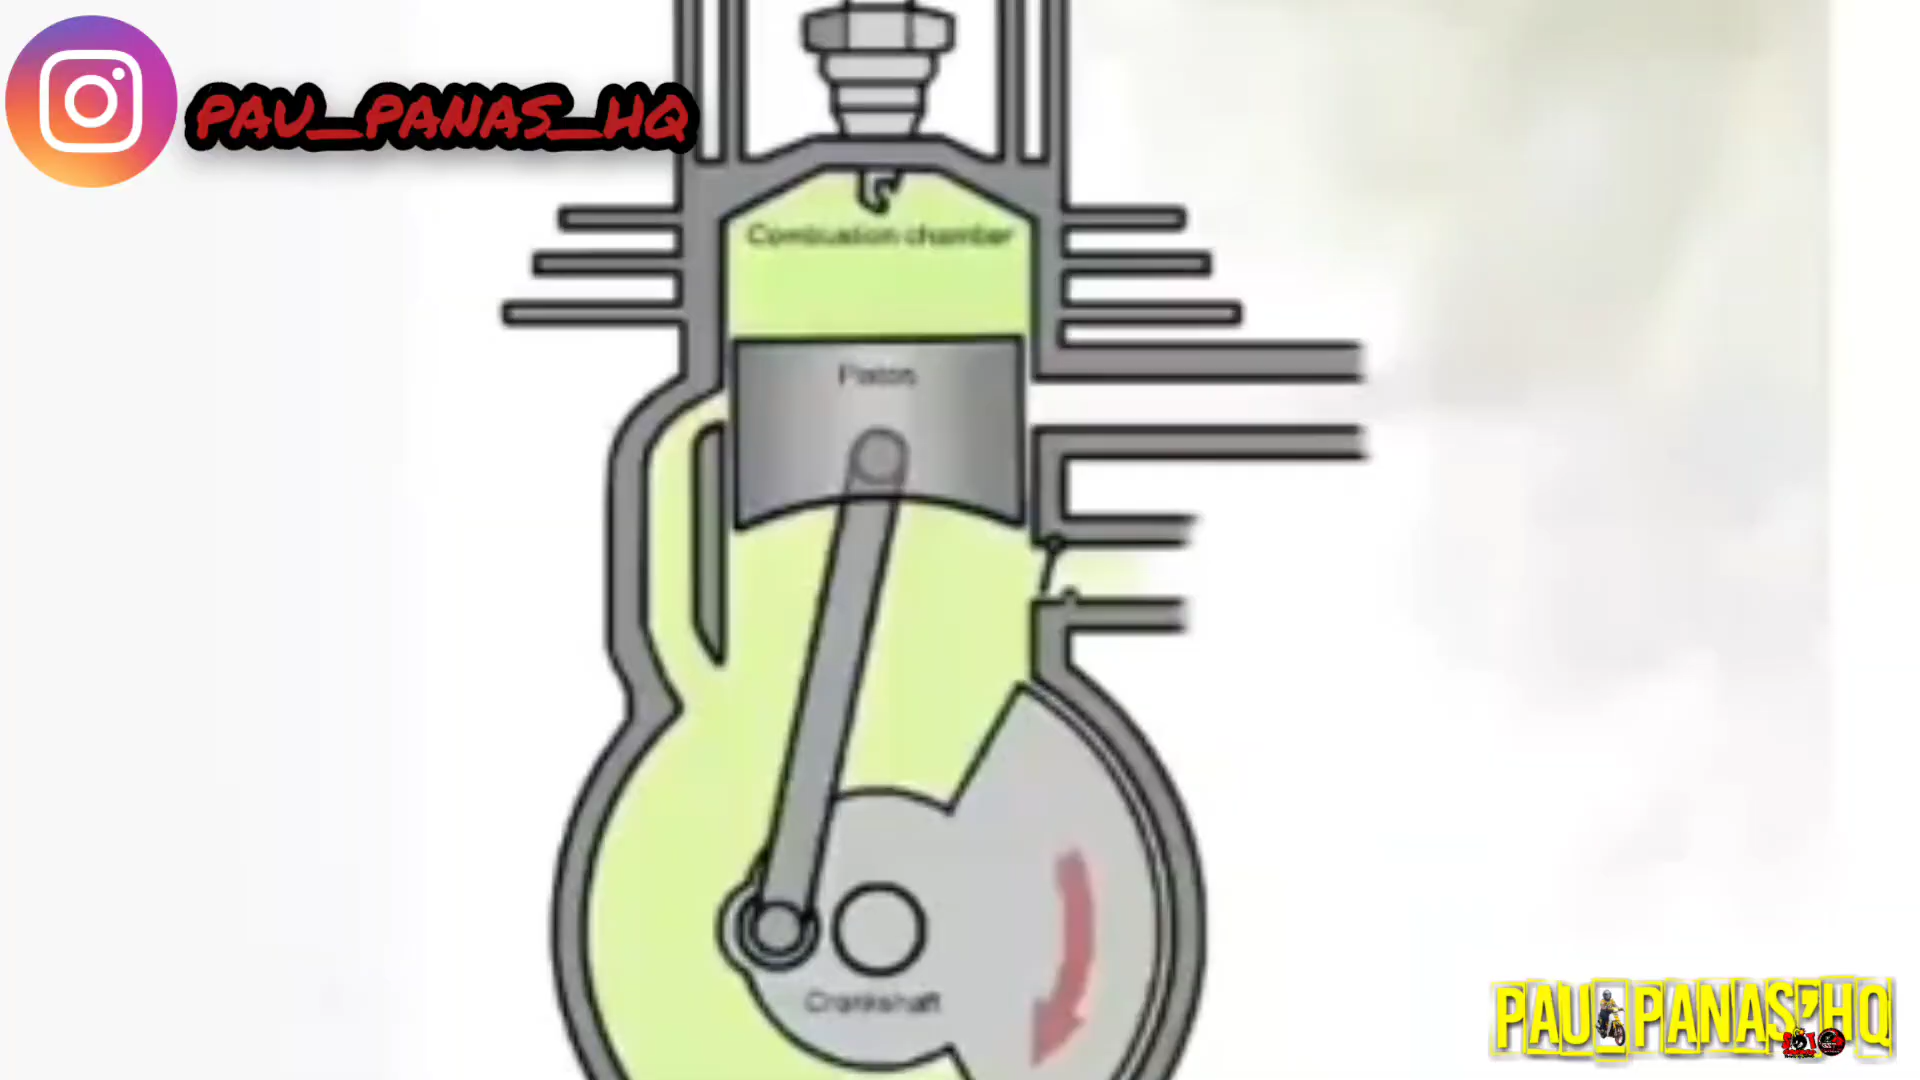 PAU_PANAS_HQ
Combustion chamber
Piston
Crankshaft
PAU PANAS'HQ